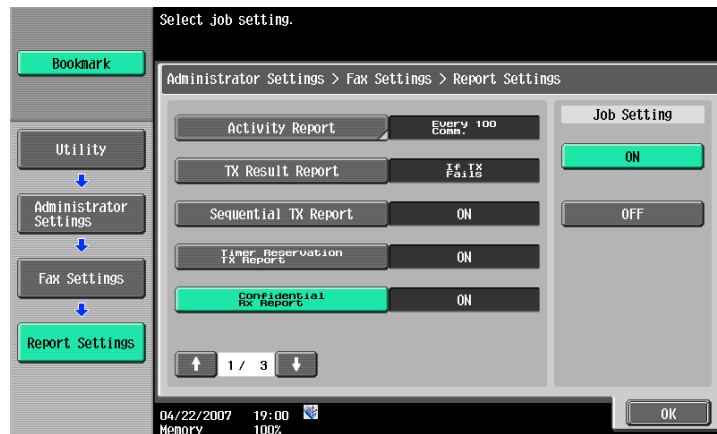 Select job setting.
Bookmark
Administrator Settings > Fax Settings > Report Settings
Utility
Administrator
Settings
Fax Settings
Report Settings
Activity Report
Every 100
Comm.
TX Result Report
If TX
Fails
Sequential TX Report
ON
Timer Reservation
TX Report
ON
Confidential
Rx Report
ON
1 / 3
Job Setting
ON
OFF
04/22/2007 19:00
Memory 100%
OK